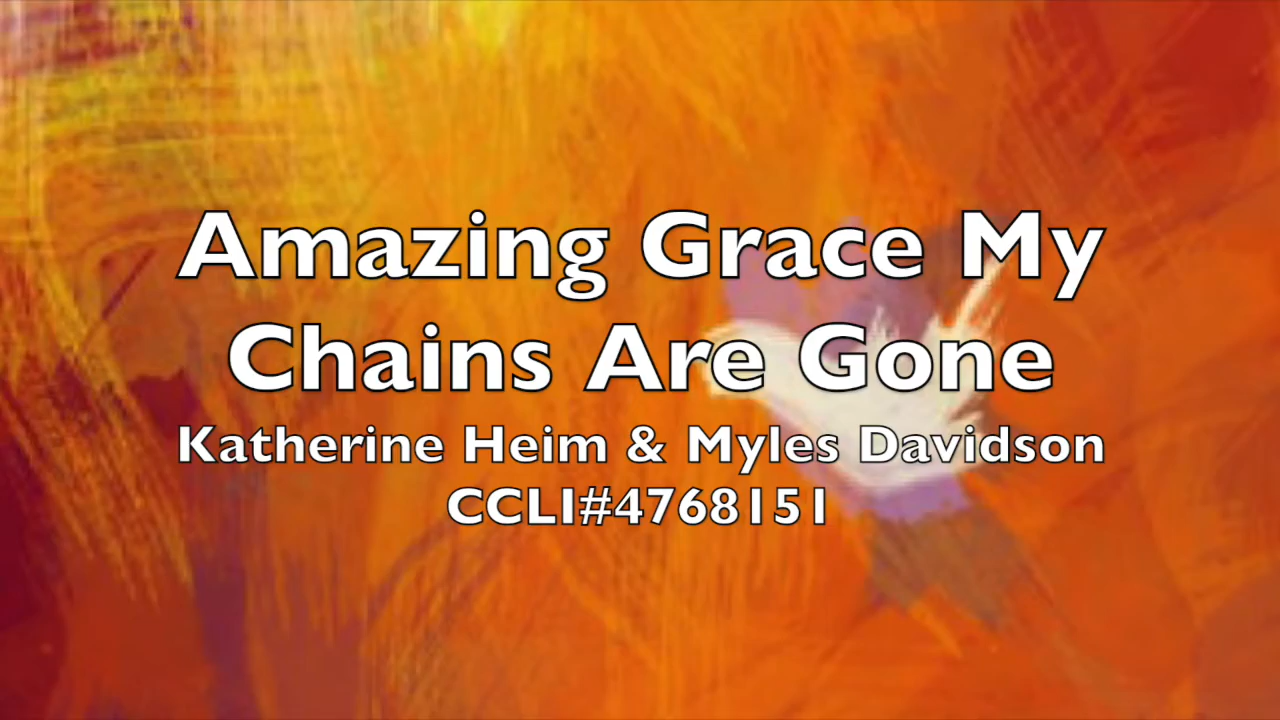 Amazing Grace My
Chains Are Gone
Katherine Heim & Myles Davidson
CCLI#4768151